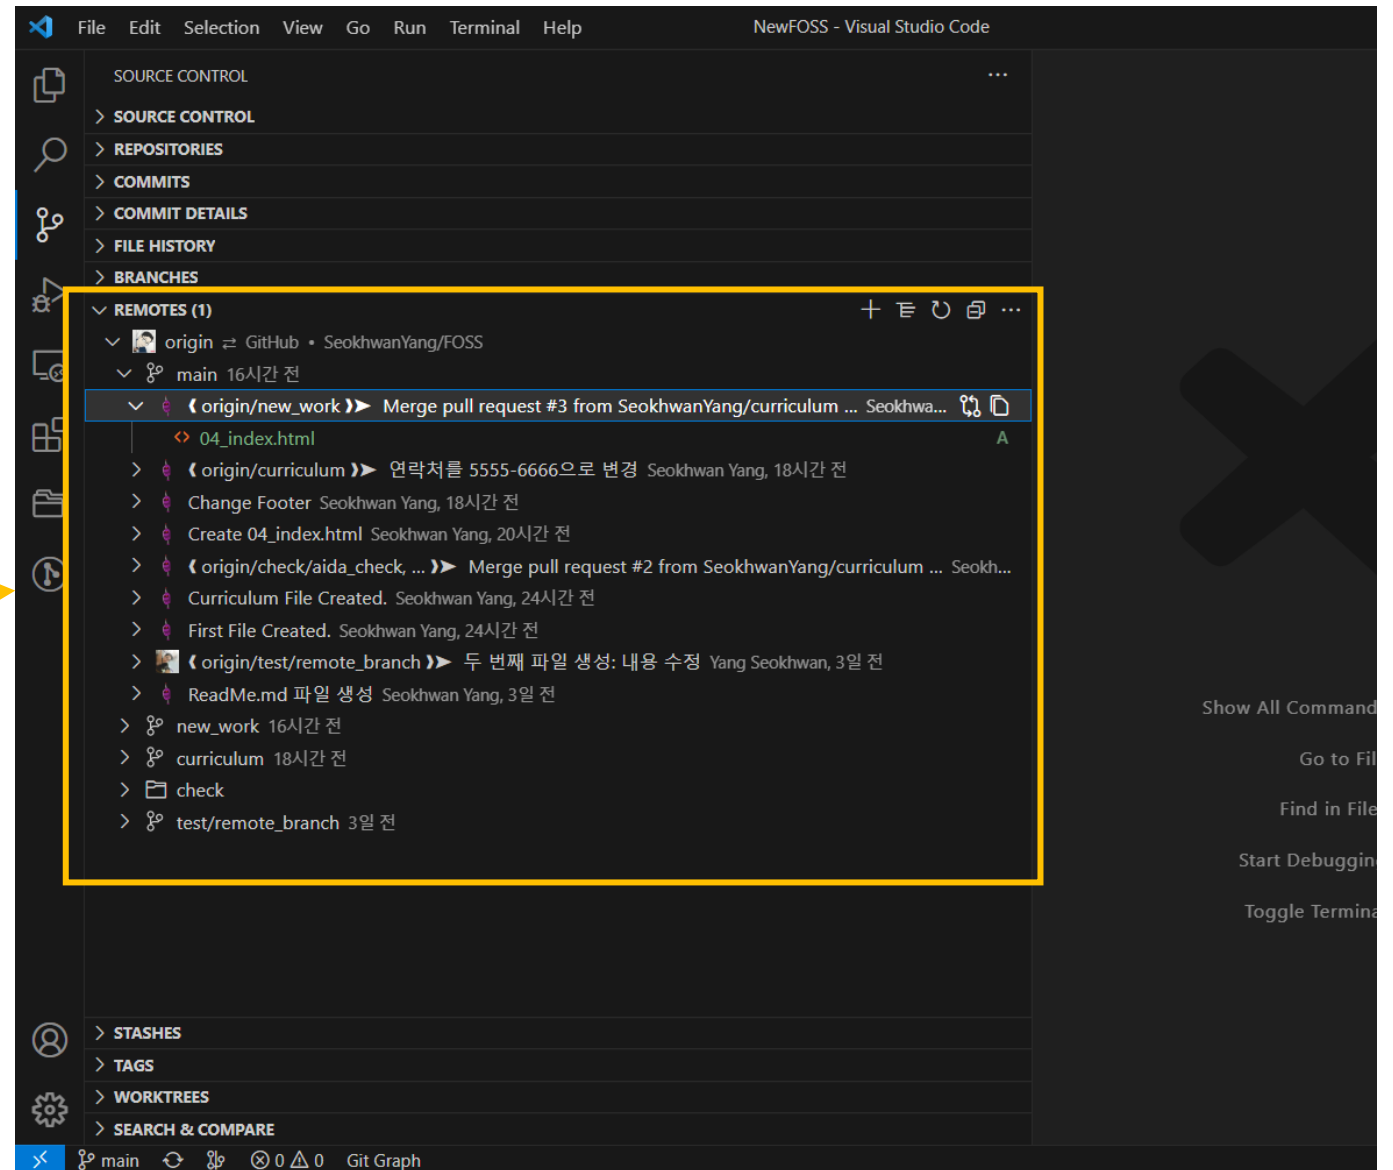 File Edit Selection View Go Run Terminal Help NewFOSS - Visual Studio Code
SOURCE CONTROL ...
SOURCE CONTROL
REPOSITORIES
COMMITS
COMMIT DETAILS
FILE HISTORY
BRANCHES
REMOTES (1)
origin ⇄ GitHub • SeokhwanYang/FOSS
main 16시간 전
❰ origin/new_work ❱➤ Merge pull request #3 from SeokhwanYang/curriculum ... Seokhwa...
04_index.html A
❰ origin/curriculum ❱➤ 연락처를 5555-6666으로 변경 Seokhwan Yang, 18시간 전
Change Footer Seokhwan Yang, 18시간 전
Create 04_index.html Seokhwan Yang, 20시간 전
❰ origin/check/aida_check, ... ❱➤ Merge pull request #2 from SeokhwanYang/curriculum ... Seokh...
Curriculum File Created. Seokhwan Yang, 24시간 전
First File Created. Seokhwan Yang, 24시간 전
❰ origin/test/remote_branch ❱➤ 두 번째 파일 생성: 내용 수정 Yang Seokhwan, 3일 전
ReadMe.md 파일 생성 Seokhwan Yang, 3일 전
new_work 16시간 전
curriculum 18시간 전
check
test/remote_branch 3일 전
Show All Command
Go to Fil
Find in File
Start Debuggin
Toggle Termina
STASHES
TAGS
WORKTREES
SEARCH & COMPARE
main 0 0 Git Graph